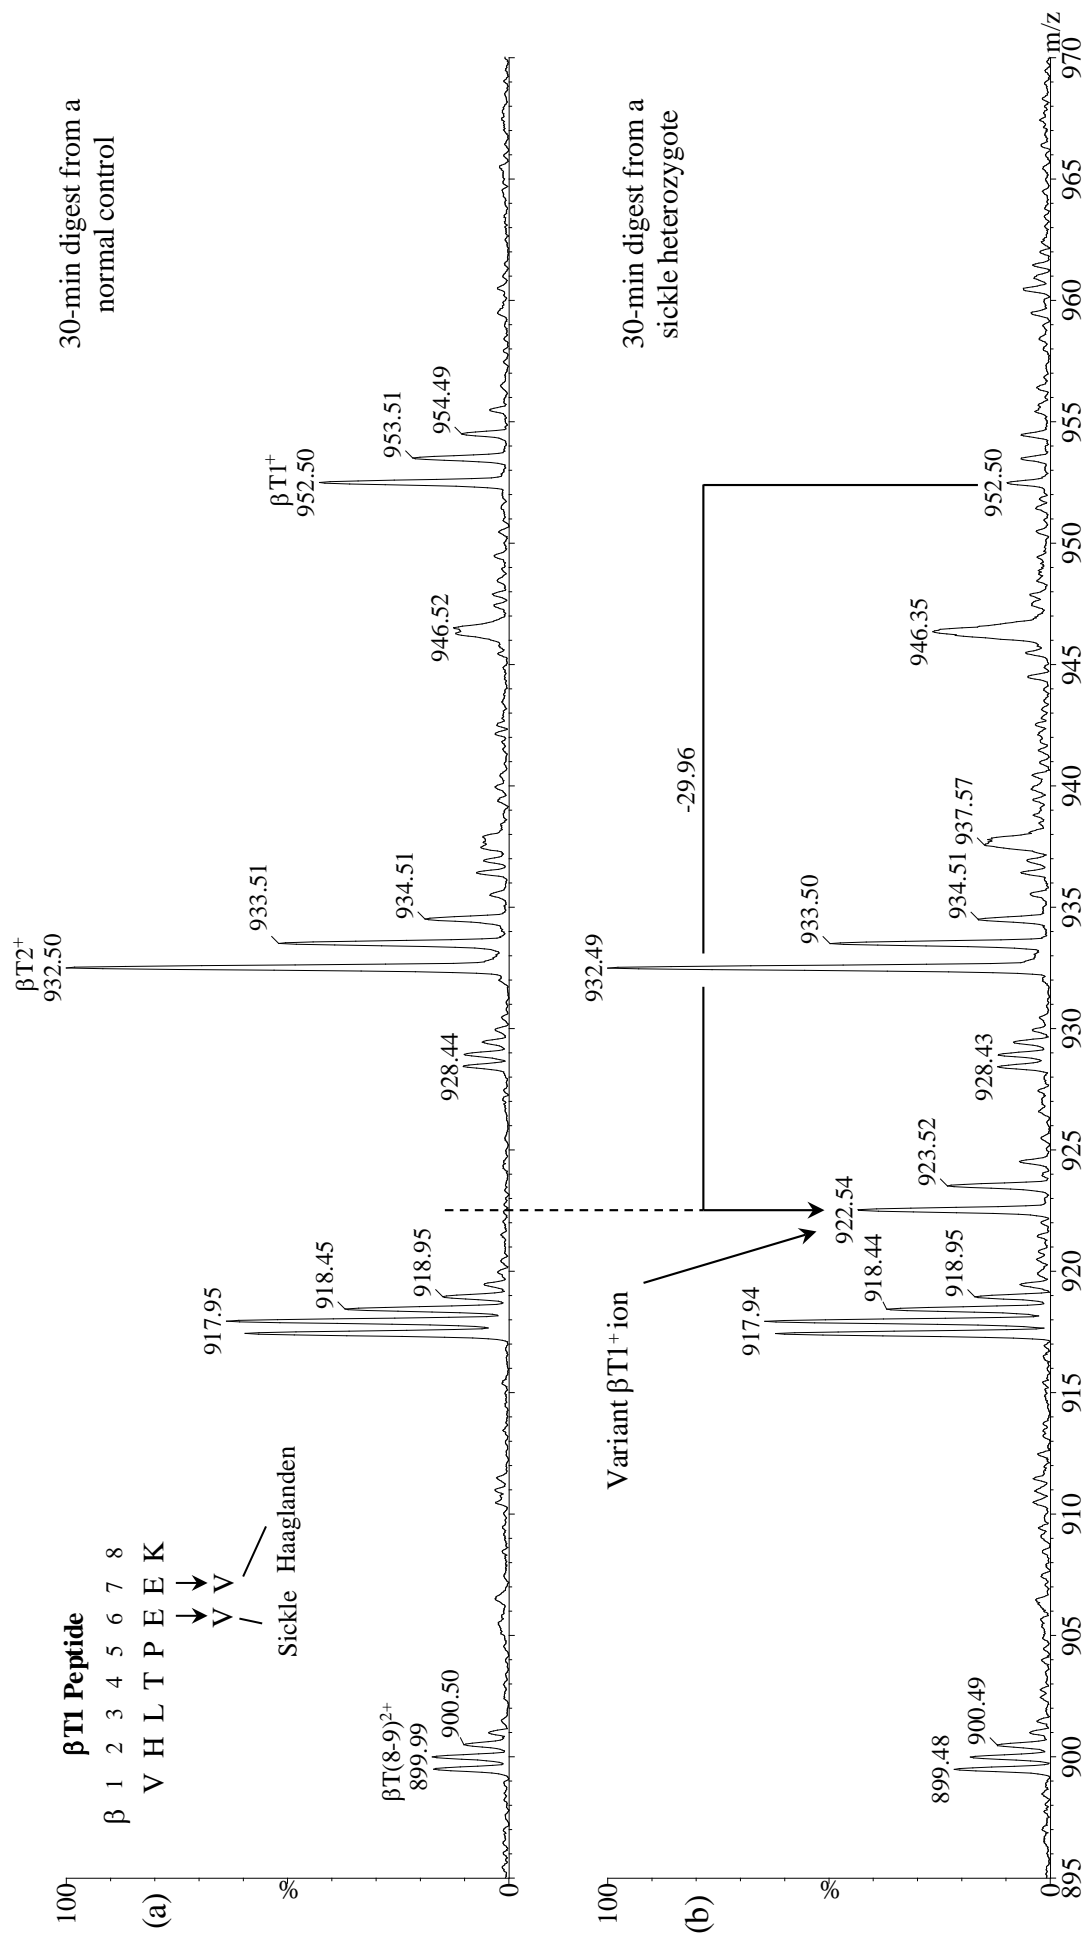 βT1 Peptide
β 1 2 3 4 5 6 7 8
V H L T P E E K
V V
Sickle Haaglanden
30-min digest from a
normal control
(a)
100
%
0
βT(8-9)²⁺
899.99
900.50
917.95
918.45
918.95
928.44
βT2⁺
932.50
933.51
934.51
946.52
βT1⁺
952.50
953.51
954.49
30-min digest from a
sickle heterozygote
(b)
100
%
0
Variant βT1⁺ ion
-29.96
899.48
900.49
917.94
918.44
918.95
922.54
923.52
928.43
932.49
933.50
934.51
937.57
946.35
952.50
895 900 905 910 915 920 925 930 935 940 945 950 955 960 965 970
m/z